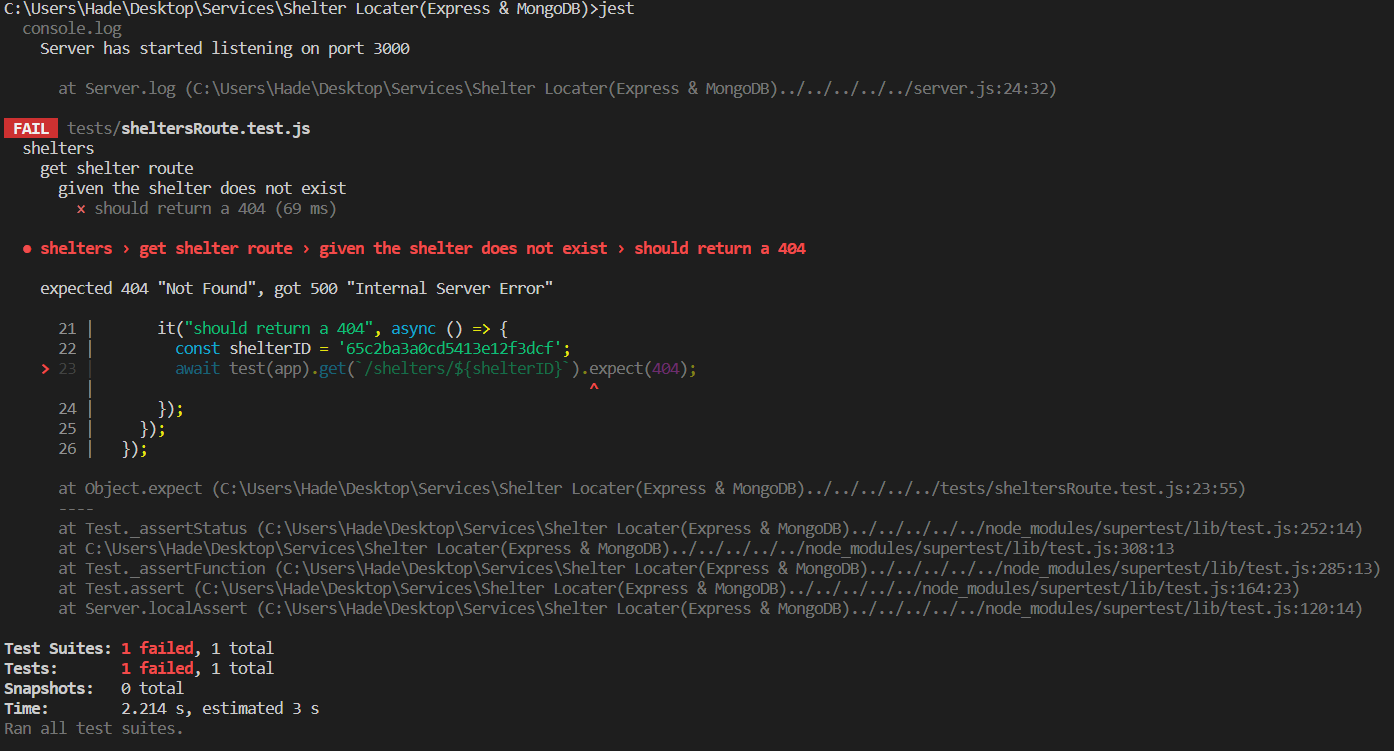 C:\Users\Hade\Desktop\Services\Shelter Locater(Express & MongoDB)>jest
console.log
Server has started listening on port 3000
at Server.log (C:\Users\Hade\Desktop\Services\Shelter Locater(Express & MongoDB)../../../../../server.js:24:32)
FAIL tests/sheltersRoute.test.js
shelters
get shelter route
given the shelter does not exist
× should return a 404 (69 ms)
● shelters › get shelter route › given the shelter does not exist › should return a 404
expected 404 "Not Found", got 500 "Internal Server Error"
21 | it("should return a 404", async () => {
22 | const shelterID = '65c2ba3a0cd5413e12f3dcf';
> 23 | await test(app).get(`/shelters/${shelterID}`).expect(404);
| ^
24 | });
25 | });
26 | });
at Object.expect (C:\Users\Hade\Desktop\Services\Shelter Locater(Express & MongoDB)../../../../../tests/sheltersRoute.test.js:23:55)
----
at Test._assertStatus (C:\Users\Hade\Desktop\Services\Shelter Locater(Express & MongoDB)../../../../../node_modules/supertest/lib/test.js:252:14)
at C:\Users\Hade\Desktop\Services\Shelter Locater(Express & MongoDB)../../../../../node_modules/supertest/lib/test.js:308:13
at Test._assertFunction (C:\Users\Hade\Desktop\Services\Shelter Locater(Express & MongoDB)../../../../../node_modules/supertest/lib/test.js:285:13)
at Test.assert (C:\Users\Hade\Desktop\Services\Shelter Locater(Express & MongoDB)../../../../../node_modules/supertest/lib/test.js:164:23)
at Server.localAssert (C:\Users\Hade\Desktop\Services\Shelter Locater(Express & MongoDB)../../../../../node_modules/supertest/lib/test.js:120:14)
Test Suites: 1 failed, 1 total
Tests: 1 failed, 1 total
Snapshots: 0 total
Time: 2.214 s, estimated 3 s
Ran all test suites.